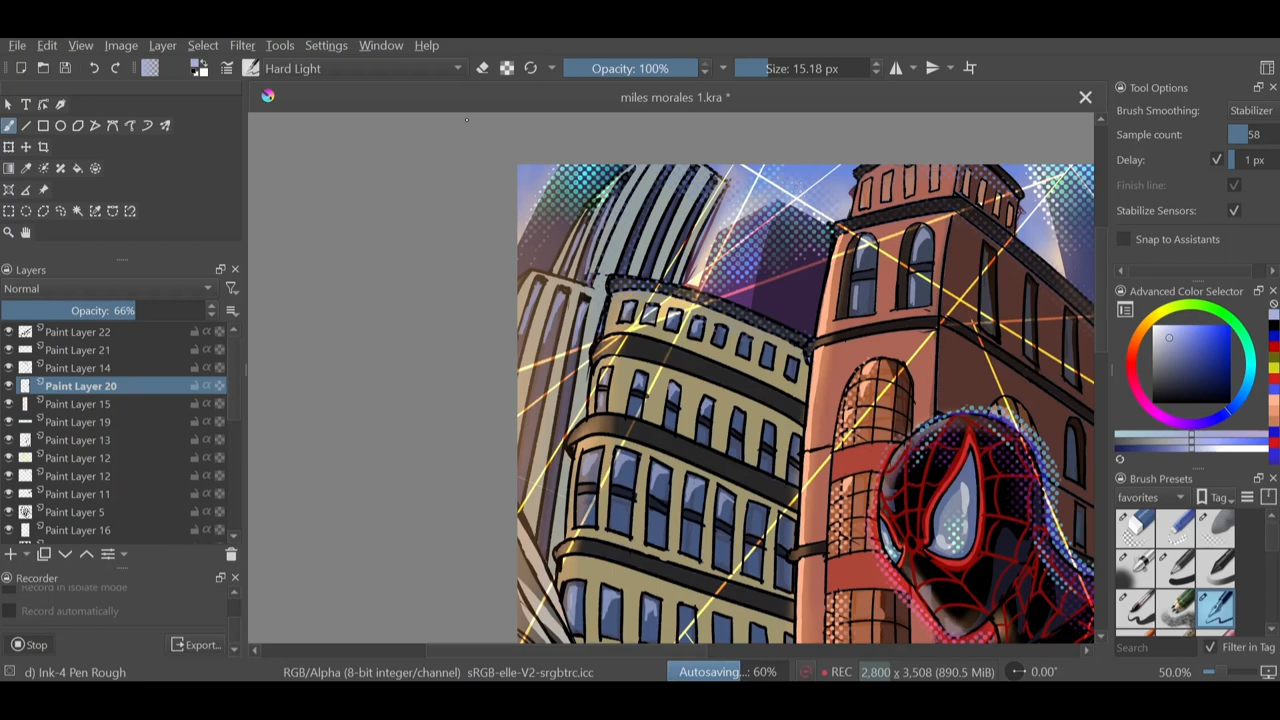 File Edit View Image Layer Select Filter Tools Settings Window Help
Hard Light Opacity: 100% Size: 15.18 px
miles morales 1.kra *
Tool Options
Brush Smoothing: Stabilizer
Sample count: 58
Delay: 1 px
Finish line:
Stabilize Sensors:
Snap to Assistants
Layers
Normal
Opacity: 66%
Paint Layer 22
Paint Layer 21
Paint Layer 14
Paint Layer 20
Paint Layer 15
Paint Layer 19
Paint Layer 13
Paint Layer 12
Paint Layer 12
Paint Layer 11
Paint Layer 5
Paint Layer 16
Advanced Color Selector
Brush Presets
favorites Tag
Search Filter in Tag
Recorder
Record in isolate mode
Record automatically
Stop Export...
d) Ink-4 Pen Rough RGB/Alpha (8-bit integer/channel) sRGB-elle-V2-srgbtrc.icc Autosaving...: 60% REC 2,800 x 3,508 (890.5 MiB) 0.00° 50.0%